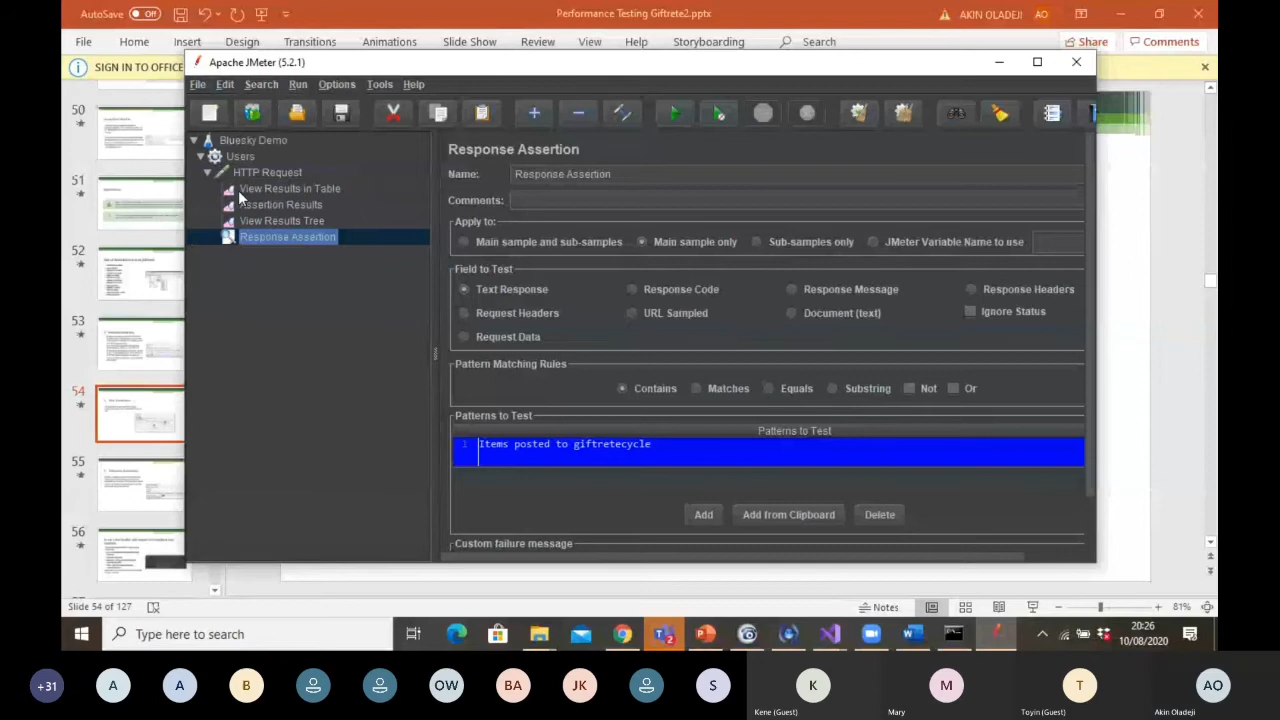 AutoSave Off Performance Testing Giftrete2.pptx AKIN OLADEJI AO
File Home Insert Design Transitions Animations Slide Show Review View Help Storyboarding Search Share Comments
SIGN IN TO OFFICE
Apache JMeter (5.2.1)
File Edit Search Run Options Tools Help
50
51
52
53
54
55
56
Bluesky Demo
Users
HTTP Request
View Results in Table
Assertion Results
View Results Tree
Response Assertion
Response Assertion
Name: Response Assertion
Comments:
Apply to:
Main sample and sub-samples Main sample only Sub-samples only JMeter Variable Name to use
Field to Test
Text Response Response Code Response Message Response Headers
Request Headers URL Sampled Document (text) Ignore Status
Request Data
Pattern Matching Rules
Contains Matches Equals Substring Not Or
Patterns to Test
Patterns to Test
1 Items posted to giftretecycle
Add Add from Clipboard Delete
Custom failure message
Slide 54 of 127 Notes 81%
Type here to search 2 20:26
10/08/2020
+31 A A B OW BA JK S K M T AO
Kene (Guest) Mary Toyin (Guest) Akin Oladeji